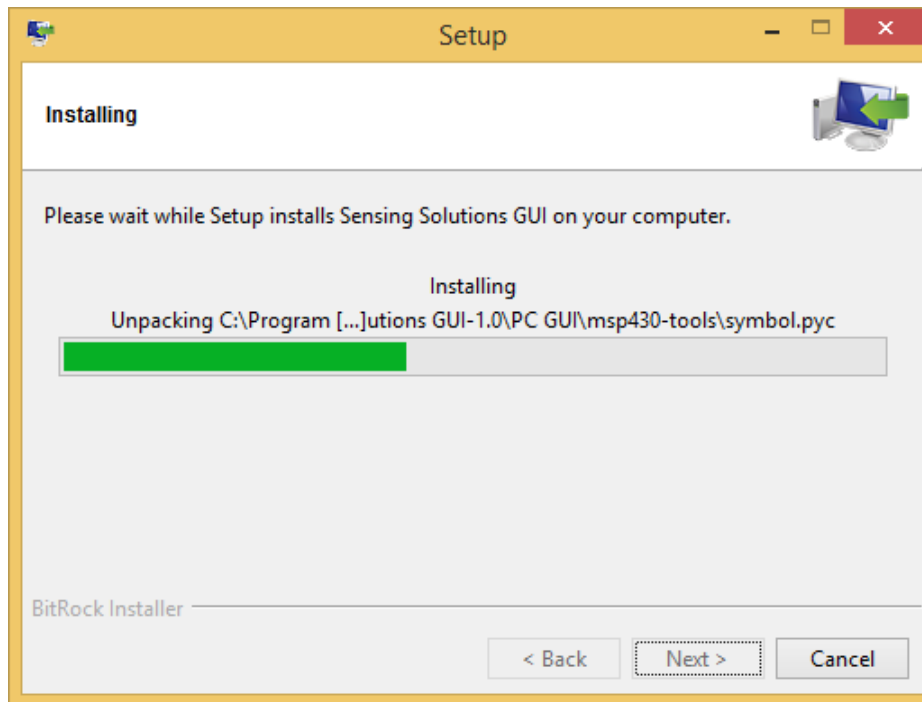 Setup
Installing
Please wait while Setup installs Sensing Solutions GUI on your computer.
Installing
Unpacking C:\Program [...]utions GUI-1.0\PC GUI\msp430-tools\symbol.pyc
BitRock Installer
< Back Next > Cancel